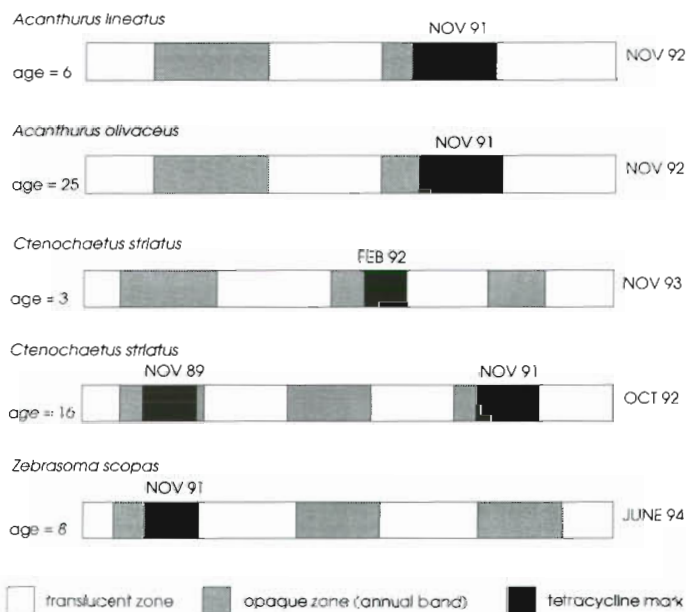 Acanthurus lineatus
NOV 91
NOV 92
age = 6
Acanthurus olivaceus
NOV 91
NOV 92
age = 25
Ctenochaetus striatus
FEB 92
NOV 93
age = 3
Ctenochaetus striatus
NOV 89 NOV 91
OCT 92
age = 16
Zebrasoma scopas
NOV 91
JUNE 94
age = 8
translucent zone opaque zone (annual band) tetracycline mark